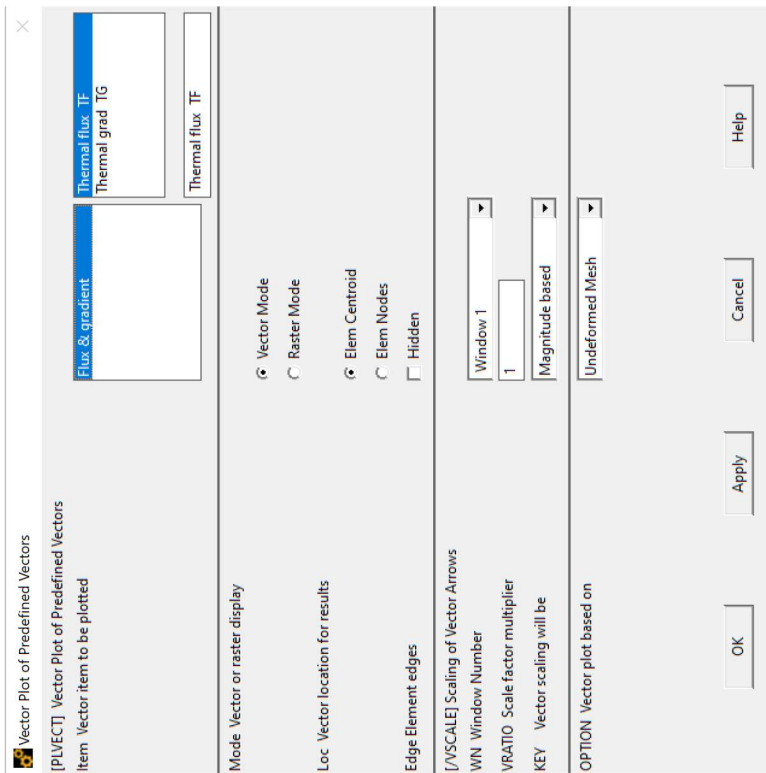 Vector Plot of Predefined Vectors
[PLVECT] Vector Plot of Predefined Vectors
Item Vector item to be plotted
Flux & gradient
Thermal flux TF
Thermal grad TG
Thermal flux TF
Mode Vector or raster display
Vector Mode
Raster Mode
Loc Vector location for results
Elem Centroid
Elem Nodes
Edge Element edges
Hidden
[/VSCALE] Scaling of Vector Arrows
WN Window Number
Window 1
VRATIO Scale factor multiplier
1
KEY Vector scaling will be
Magnitude based
OPTION Vector plot based on
Undeformed Mesh
OK
Apply
Cancel
Help